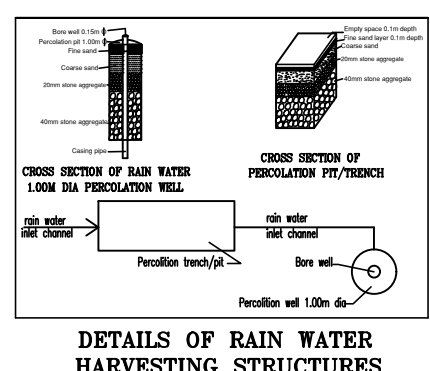 Bore well 0.15m ϕ
Percolation pit 1.00m ϕ
Fine sand
Coarse sand
20mm stone aggregate
40mm stone aggregate
Casing pipe
CROSS SECTION OF RAIN WATER
1.00M DIA PERCOLATION WELL
Empty space 0.1m depth
Fine sand layer 0.1m depth
Coarse sand
20mm stone aggregate
40mm stone aggregate
CROSS SECTION OF
PERCOLATION PIT/TRENCH
rain water
inlet channel
Percolition trench/pit
rain water
inlet channel
Bore well
Percolition well 1.00m dia
DETAILS OF RAIN WATER
HARVESTING STRUCTURES